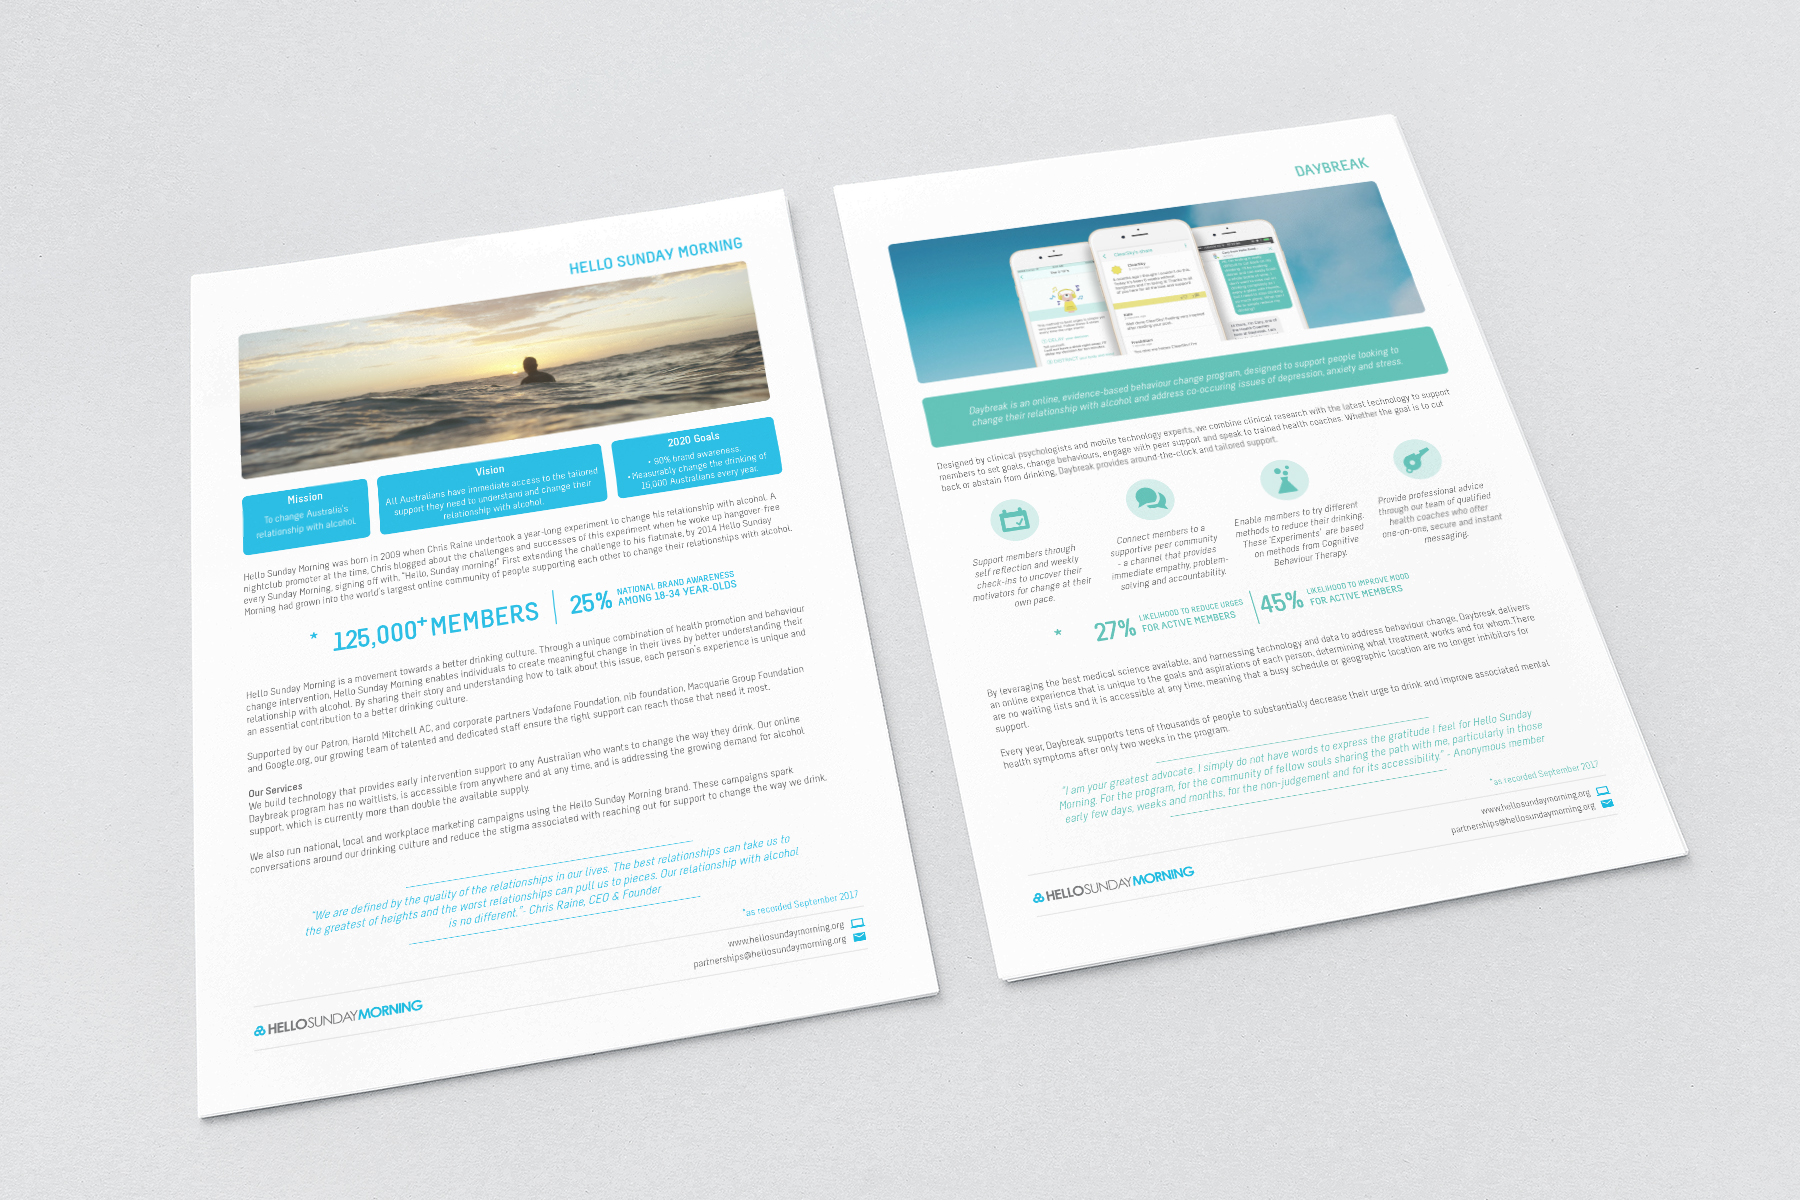 HELLO SUNDAY MORNING
Mission
To change Australia's
relationship with alcohol.
Vision
All Australians have immediate access to the tailored
support they need to understand and change their
relationship with alcohol.
2020 Goals
• 90% brand awareness.
• Measurably change the drinking of
15,000 Australians every year.
Hello Sunday Morning was born in 2009 when Chris Raine undertook a year-long experiment to change his relationship with alcohol. A
nightclub promoter at the time, Chris blogged about the challenges and successes of this experiment when he woke up hangover free
every Sunday Morning, signing off with, "Hello, Sunday morning!" First extending the challenge to his flatmate, by 2014 Hello Sunday
Morning had grown into the world's largest online community of people supporting each other to change their relationships with alcohol.
* 125,000+ MEMBERS
25% NATIONAL BRAND AWARENESS
AMONG 18-34 YEAR-OLDS
Hello Sunday Morning is a movement towards a better drinking culture. Through a unique combination of health promotion and behaviour
change intervention, Hello Sunday Morning enables individuals to create meaningful change in their lives by better understanding their
relationship with alcohol. By sharing their story and understanding how to talk about this issue, each person's experience is unique and
an essential contribution to a better drinking culture.
Supported by our Patron, Harold Mitchell AC, and corporate partners Vodafone Foundation, nib foundation, Macquarie Group Foundation
and Google.org, our growing team of talented and dedicated staff ensure the right support can reach those that need it most.
Our Services
We build technology that provides early intervention support to any Australian who wants to change the way they drink. Our online
Daybreak program has no waitlists, is accessible from anywhere and at any time, and is addressing the growing demand for alcohol
support, which is currently more than double the available supply.
We also run national, local and workplace marketing campaigns using the Hello Sunday Morning brand. These campaigns spark
conversations around our drinking culture and reduce the stigma associated with reaching out for support to change the way we drink.
"We are defined by the quality of the relationships in our lives. The best relationships can take us to
the greatest of heights and the worst relationships can pull us to pieces. Our relationship with alcohol
is no different." - Chris Raine, CEO & Founder
*as recorded September 2017
www.hellosundaymorning.org
partnerships@hellosundaymorning.org
HELLOSUNDAYMORNING
DAYBREAK
Daybreak is an online, evidence-based behaviour change program, designed to support people looking to
change their relationship with alcohol and address co-occuring issues of depression, anxiety and stress.
Designed by clinical psychologists and mobile technology experts, we combine clinical research with the latest technology to support
members to set goals, change behaviours, engage with peer support and speak to trained health coaches. Whether the goal is to cut
back or abstain from drinking, Daybreak provides around-the-clock and tailored support.
Support members through
self reflection and weekly
check-ins to uncover their
motivators for change at their
own pace.
Connect members to a
supportive peer community
- a channel that provides
immediate empathy, problem-
solving and accountability.
Enable members to try different
methods to reduce their drinking.
These 'Experiments' are based
on methods from Cognitive
Behaviour Therapy.
Provide professional advice
through our team of qualified
health coaches who offer
one-on-one, secure and instant
messaging.
* 27% LIKELIHOOD TO REDUCE URGES
FOR ACTIVE MEMBERS
45% LIKELIHOOD TO IMPROVE MOOD
FOR ACTIVE MEMBERS
By leveraging the best medical science available, and harnessing technology and data to address behaviour change, Daybreak delivers
an online experience that is unique to the goals and aspirations of each person, determining what treatment works and for whom.There
are no waiting lists and it is accessible at any time, meaning that a busy schedule or geographic location are no longer inhibitors for
support.
Every year, Daybreak supports tens of thousands of people to substantially decrease their urge to drink and improve associated mental
health symptoms after only two weeks in the program.
"I am your greatest advocate. I simply do not have words to express the gratitude I feel for Hello Sunday
Morning. For the program, for the community of fellow souls sharing the path with me, particularly in those
early few days, weeks and months, for the non-judgement and for its accessibility." - Anonymous member
*as recorded September 2017
www.hellosundaymorning.org
partnerships@hellosundaymorning.org
HELLOSUNDAYMORNING